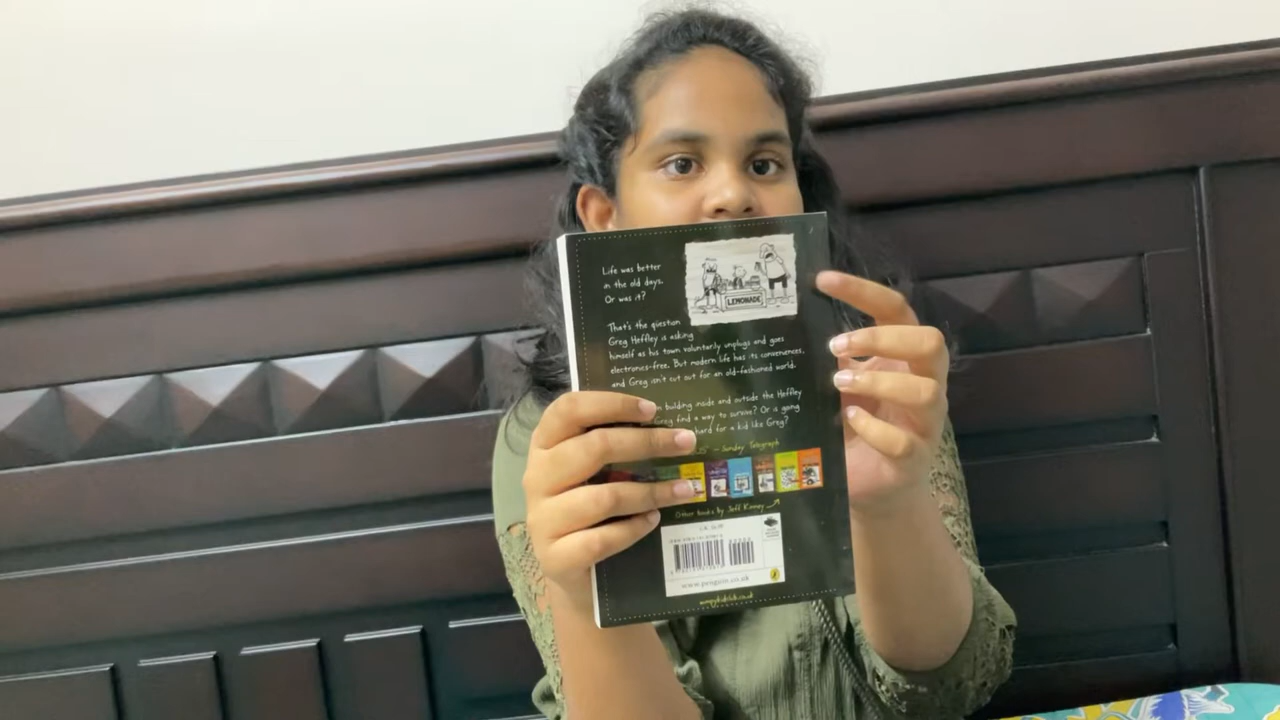 Life was better
in the old days.
Or was it?
LEMONADE
That's the question
Greg Heffley is asking
himself as his town voluntarily unplugs and goes
electronics-free. But modern life has its conveniences,
and Greg isn't cut out for an old-fashioned world.
building inside and outside the Heffley
Greg find a way to survive? Or is going
hard for a kid like Greg?
– Sunday Telegraph
Other books by Jeff Kinney
www.penguin.co.uk
wimpykidclub.co.uk